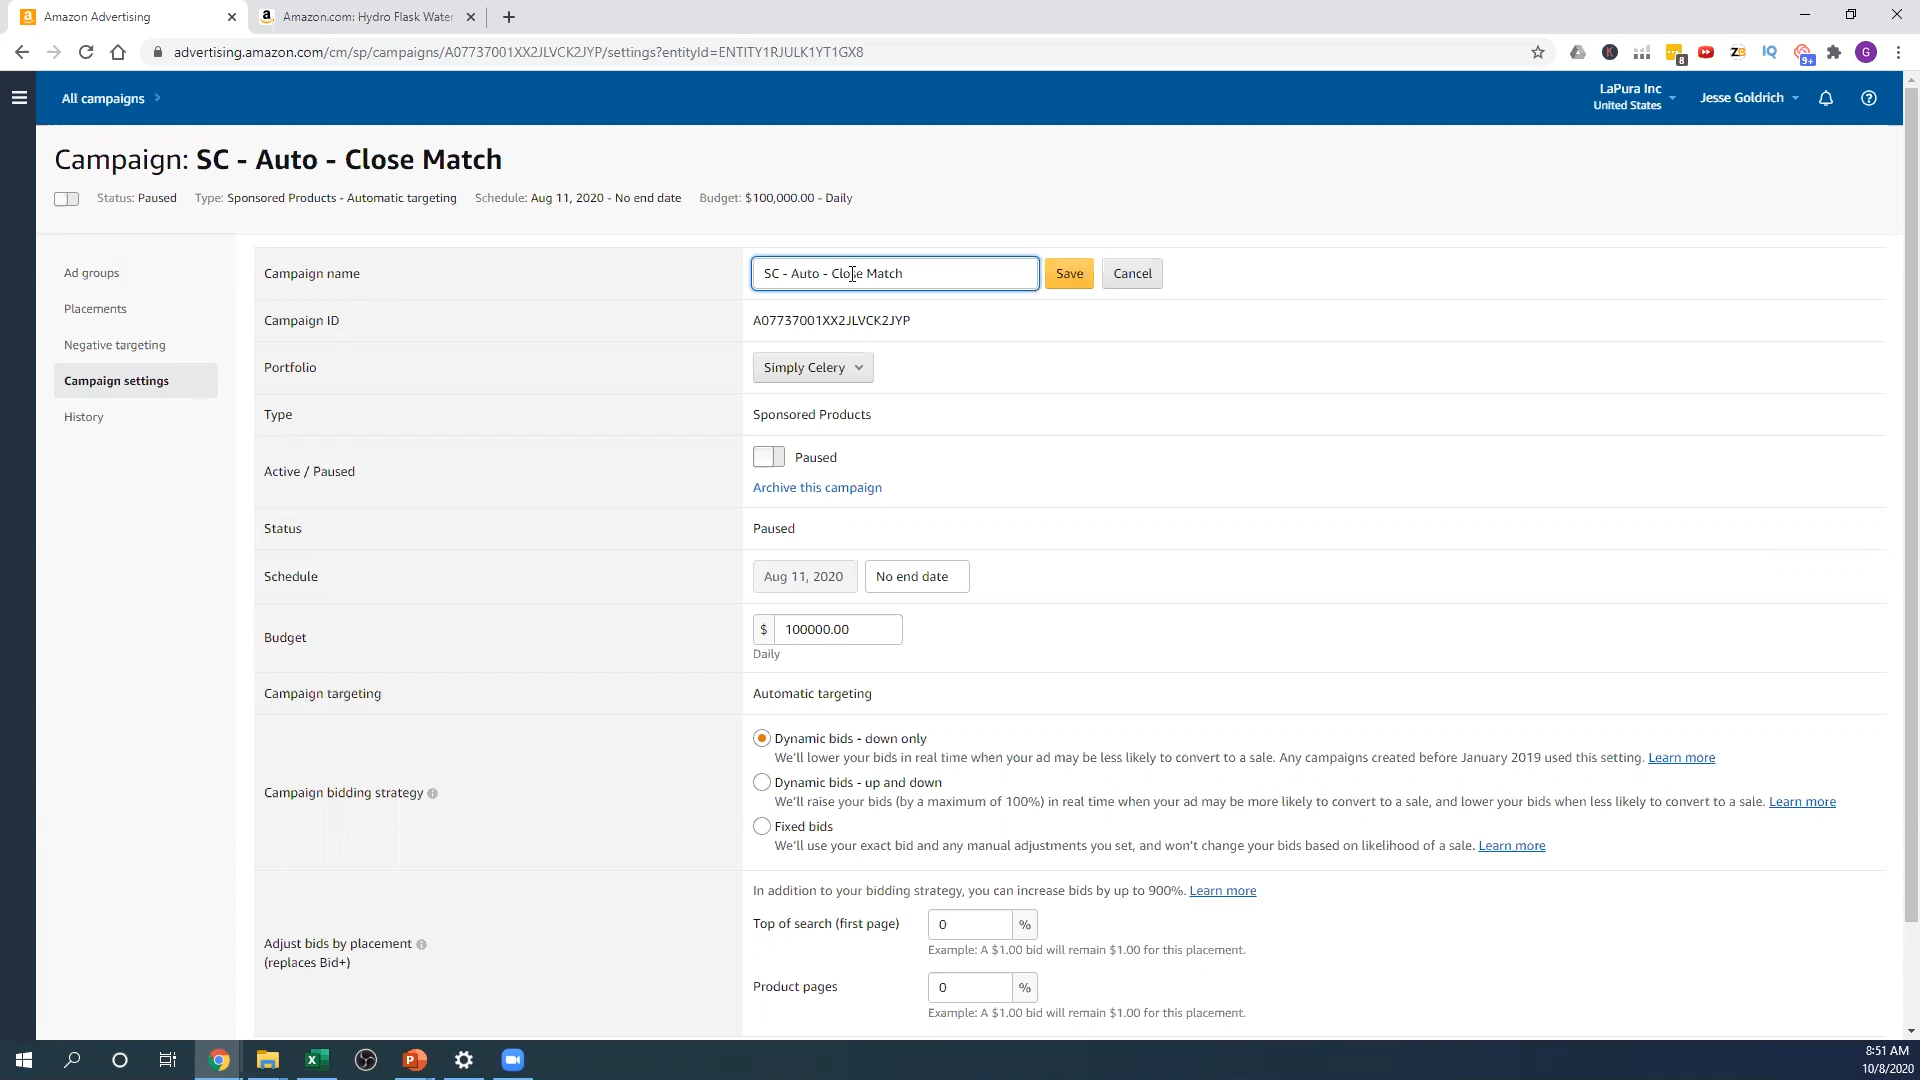 Amazon Advertising
Amazon.com: Hydro Flask Water
advertising.amazon.com/cm/sp/campaigns/A07737001XX2JLVCK2JYP/settings?entityId=ENTITY1RJULK1YT1GX8
8
9+
G
All campaigns
LaPura Inc
United States
Jesse Goldrich
Campaign: SC - Auto - Close Match
Status: Paused Type: Sponsored Products - Automatic targeting Schedule: Aug 11, 2020 - No end date Budget: $100,000.00 - Daily
Ad groups
Placements
Negative targeting
Campaign settings
History
Campaign name
SC - Auto - Close Match
Save
Cancel
Campaign ID
A07737001XX2JLVCK2JYP
Portfolio
Simply Celery
Type
Sponsored Products
Active / Paused
Paused
Archive this campaign
Status
Paused
Schedule
Aug 11, 2020
No end date
Budget
$ 100000.00
Daily
Campaign targeting
Automatic targeting
Campaign bidding strategy
Dynamic bids - down only
We'll lower your bids in real time when your ad may be less likely to convert to a sale. Any campaigns created before January 2019 used this setting. Learn more
Dynamic bids - up and down
We'll raise your bids (by a maximum of 100%) in real time when your ad may be more likely to convert to a sale, and lower your bids when less likely to convert to a sale. Learn more
Fixed bids
We'll use your exact bid and any manual adjustments you set, and won't change your bids based on likelihood of a sale. Learn more
Adjust bids by placement
(replaces Bid+)
In addition to your bidding strategy, you can increase bids by up to 900%. Learn more
Top of search (first page) 0 %
Example: A $1.00 bid will remain $1.00 for this placement.
Product pages 0 %
Example: A $1.00 bid will remain $1.00 for this placement.
8:51 AM
10/8/2020